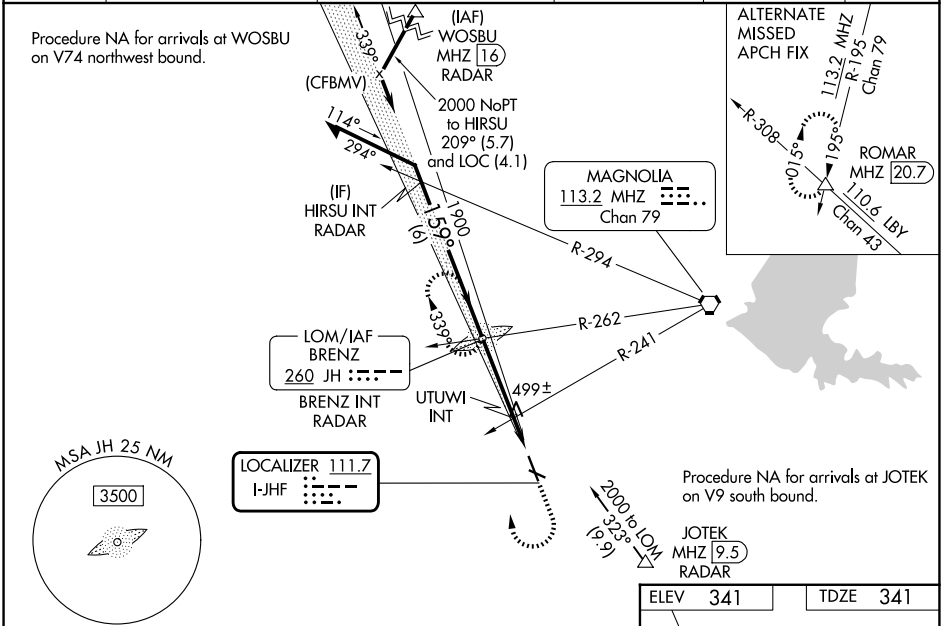 Procedure NA for arrivals at WOSBU
on V74 northwest bound.
339°
(IAF)
WOSBU
MHZ 16
RADAR
(CFBMV)
2000 NoPT
to HIRSU
209° (5.7)
and LOC (4.1)
114°
294°
(IF)
HIRSU INT
RADAR
159°
(6)
1900
MAGNOLIA
113.2 MHZ
Chan 79
R-294
R-262
R-241
339°
LOM/IAF
BRENZ
260 JH
BRENZ INT
RADAR
UTUWI
INT
499±
LOCALIZER 111.7
I-JHF
MSA JH 25 NM
3500
2000 to LOM
323°
(9.9)
Procedure NA for arrivals at JOTEK
on V9 south bound.
JOTEK
MHZ 9.5
RADAR
ALTERNATE
MISSED
APCH FIX
113.2 MHZ
R-195
Chan 79
R-308
015°
195°
ROMAR
MHZ 20.7
110.6 LBY
Chan 43
ELEV 341
TDZE 341